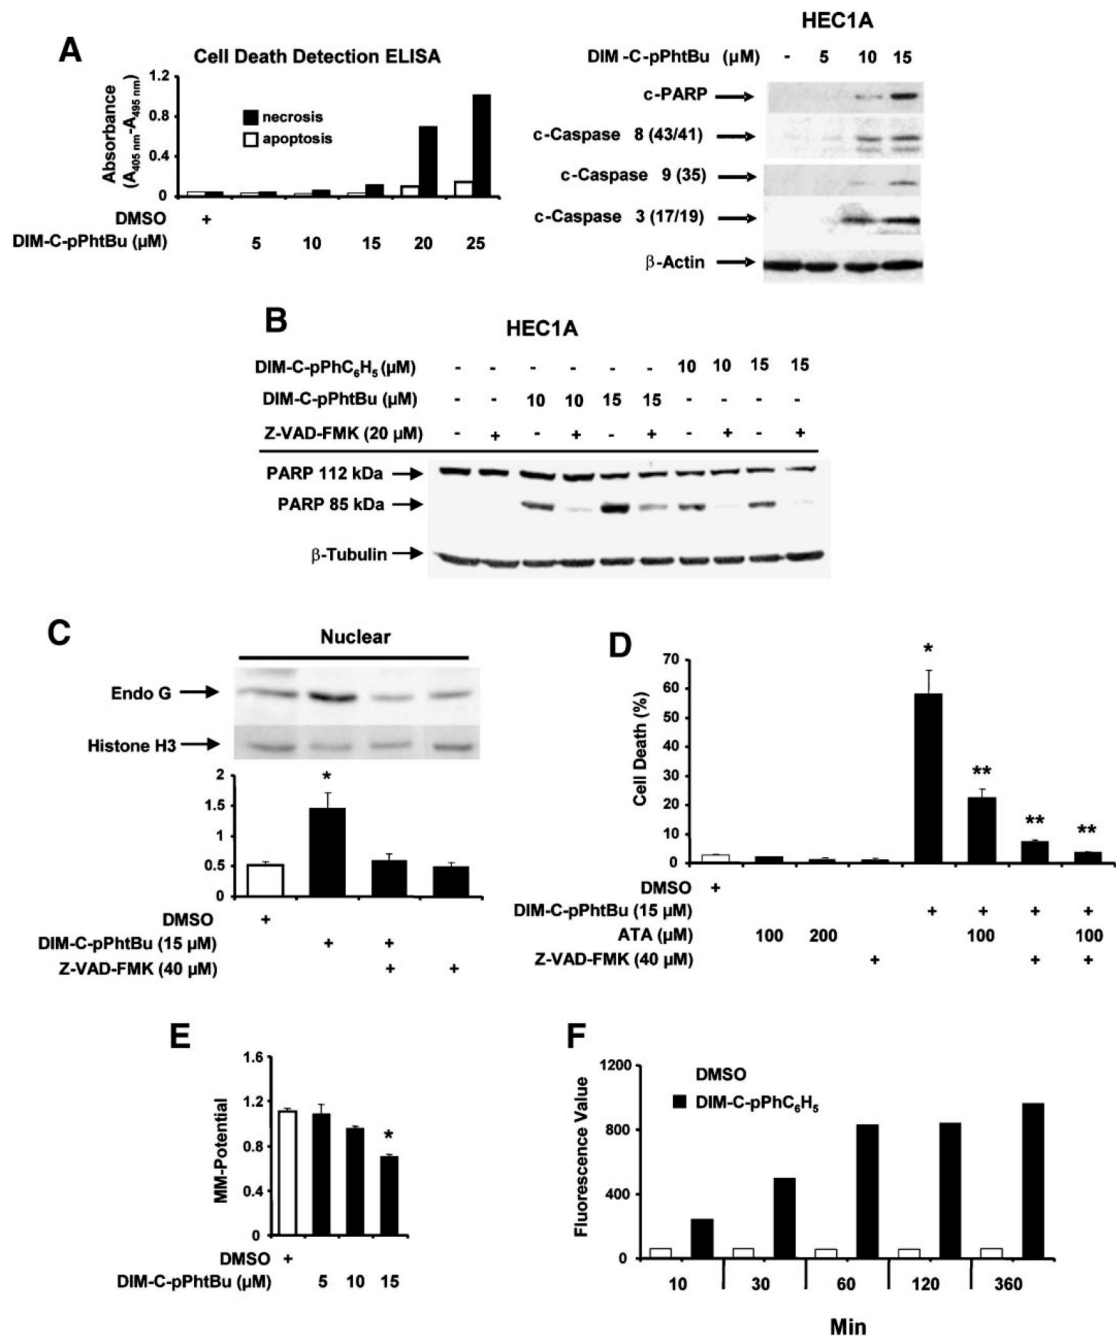 A
Cell Death Detection ELISA
Absorbance
(A405 nm-A495 nm)
1.2
0.8
0.4
0
necrosis
apoptosis
DMSO +
DIM-C-pPhtBu (µM) 5 10 15 20 25
HEC1A
DIM -C-pPhtBu (µM) - 5 10 15
c-PARP
c-Caspase 8 (43/41)
c-Caspase 9 (35)
c-Caspase 3 (17/19)
β-Actin
B
HEC1A
DIM-C-pPhC6H5 (µM) - - - - - - 10 10 15 15
DIM-C-pPhtBu (µM) - - 10 10 15 15 - - - -
Z-VAD-FMK (20 µM) - + - + - + - + - +
PARP 112 kDa
PARP 85 kDa
β-Tubulin
C
Nuclear
Endo G
Histone H3
2
1.5
1
0.5
0
*
DMSO +
DIM-C-pPhtBu (15 µM) + +
Z-VAD-FMK (40 µM) + +
D
Cell Death (%)
70
60
50
40
30
20
10
0
* ** ** **
DMSO +
DIM-C-pPhtBu (15 µM) + + + +
ATA (µM) 100 200 100 100
Z-VAD-FMK (40 µM) + + +
E
MM-Potential
1.6
1.2
0.8
0.4
0
*
DMSO +
DIM-C-pPhtBu (µM) 5 10 15
F
Fluorescence Value
1200
800
400
0
DMSO
DIM-C-pPhC6H5
10 30 60 120 360
Min